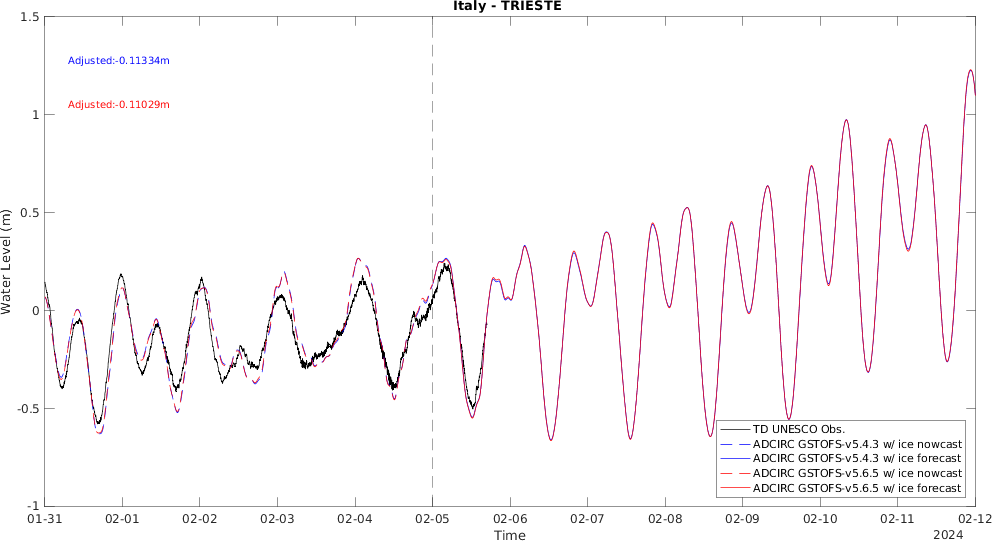 Italy - TRIESTE
Adjusted:-0.11334m
Adjusted:-0.11029m
1.5
1
0.5
0
-0.5
-1
Water Level (m)
TD UNESCO Obs.
ADCIRC GSTOFS-v5.4.3 w/ ice nowcast
ADCIRC GSTOFS-v5.4.3 w/ ice forecast
ADCIRC GSTOFS-v5.6.5 w/ ice nowcast
ADCIRC GSTOFS-v5.6.5 w/ ice forecast
01-31 02-01 02-02 02-03 02-04 02-05 02-06 02-07 02-08 02-09 02-10 02-11 02-12
Time
2024